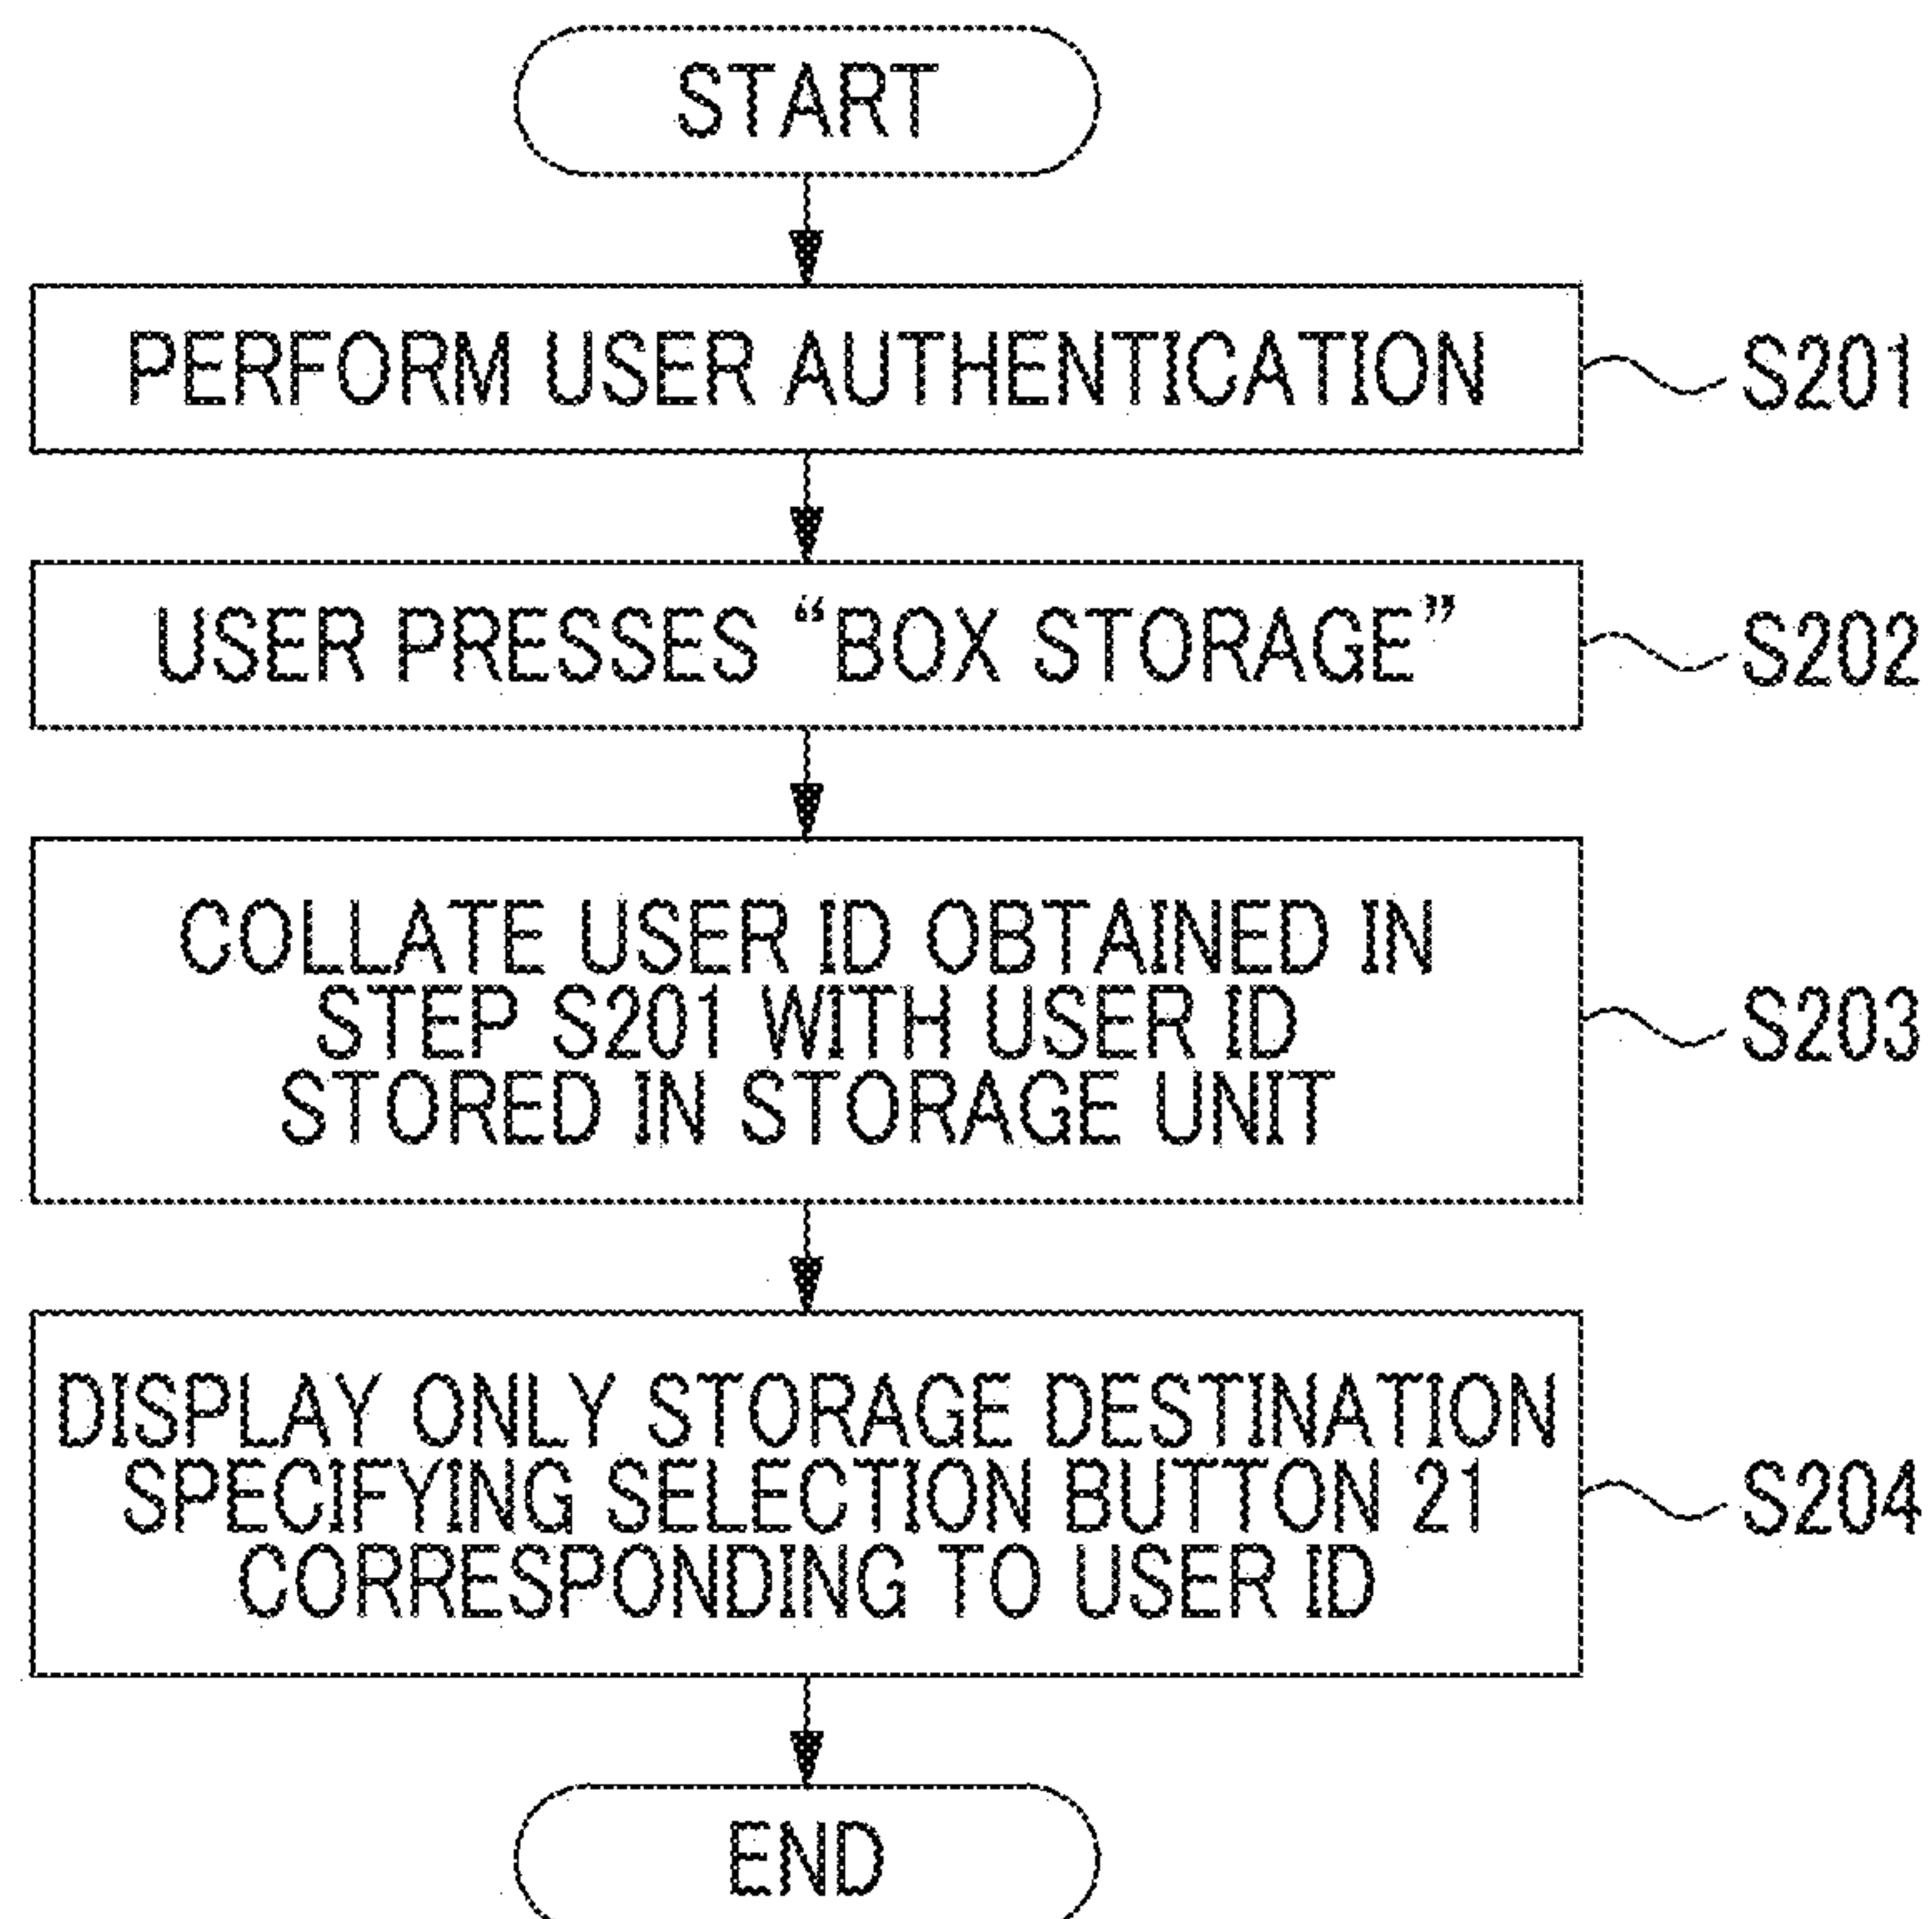 START
PERFORM USER AUTHENTICATION
S201
USER PRESSES “BOX STORAGE”
S202
COLLATE USER ID OBTAINED IN
STEP S201 WITH USER ID
STORED IN STORAGE UNIT
S203
DISPLAY ONLY STORAGE DESTINATION
SPECIFYING SELECTION BUTTON 21
CORRESPONDING TO USER ID
S204
END